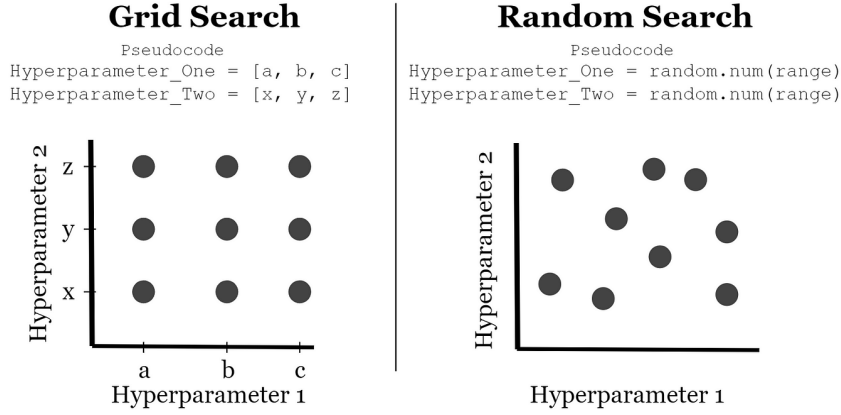 Grid Search
Pseudocode
Hyperparameter_One = [a, b, c]
Hyperparameter_Two = [x, y, z]
Hyperparameter 2
z
y
x
a b c
Hyperparameter 1
Random Search
Pseudocode
Hyperparameter_One = random.num(range)
Hyperparameter_Two = random.num(range)
Hyperparameter 2
Hyperparameter 1